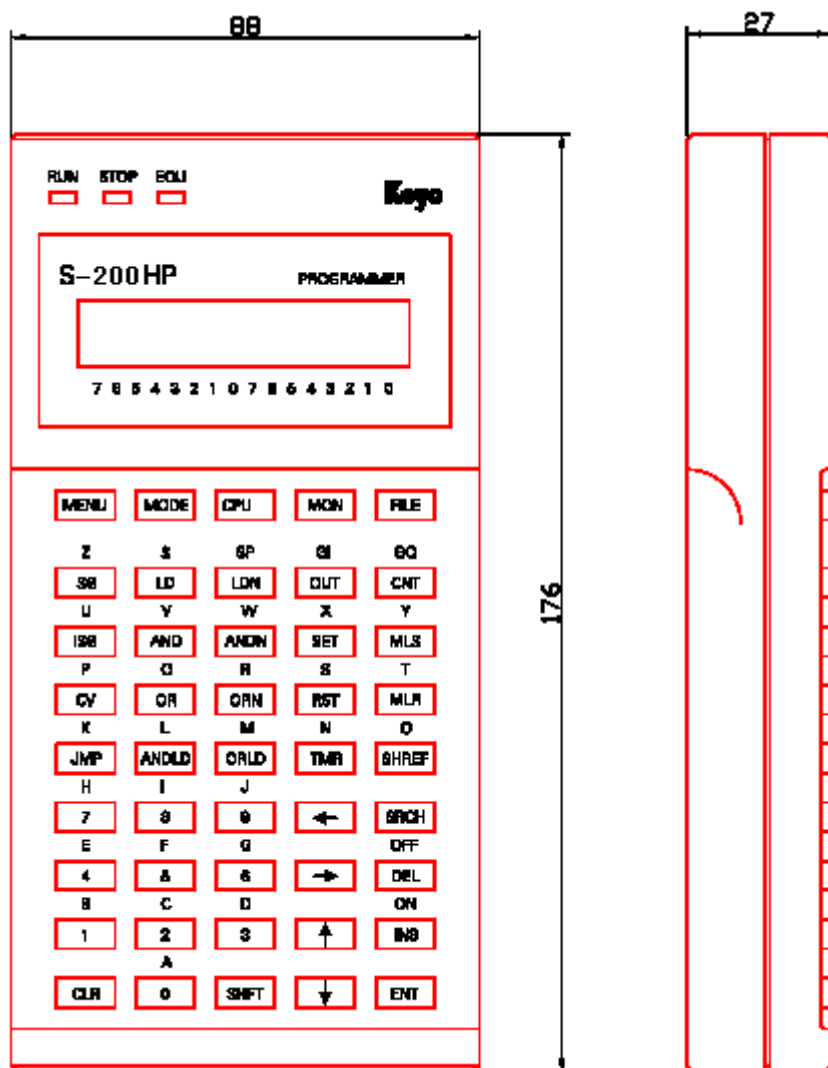 88
27
RUN STOP
Koyo
S-200HP PROGRAMMER
7 6 5 4 3 2 1 0 7 6 5 4 3 2 1 0
MENU MODE CPU MON FILE
Z SP
SG LD LDN OUT CNT
U V W X Y
ISG AND ANDN SET MLS
P R S T
CV OR ORN RST MLR
K L M N O
JMP ANDLD ORLD TMR SHREF
H I J
7 8 9 ← SRCH
E F G OFF
4 5 6 → DEL
B C D ON
1 2 3 ↑ INS
A
CLR 0 SHFT ↓ ENT
176